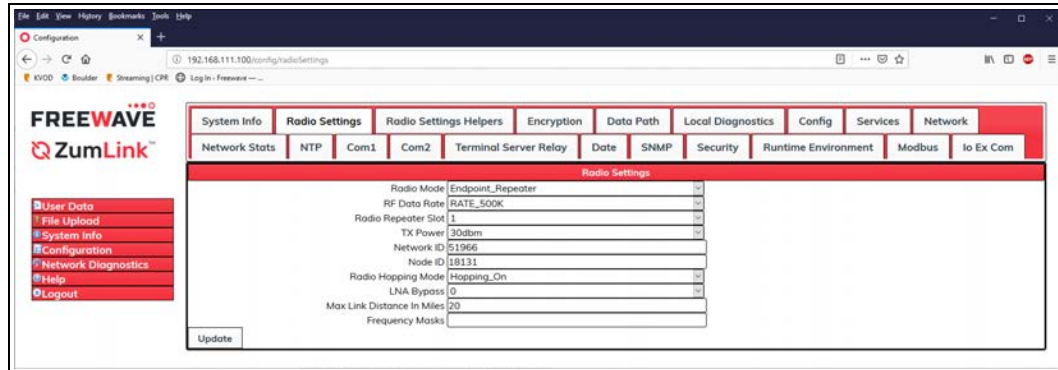 File Edit View History Bookmarks Tools Help
Configuration
192.168.111.100/config/radioSettings
KVOD Boulder Streaming | CPR Log In - Freewave — ...
FREEWAVE
ZumLink™
System Info Radio Settings Radio Settings Helpers Encryption Data Path Local Diagnostics Config Services Network
Network Stats NTP Com1 Com2 Terminal Server Relay Date SNMP Security Runtime Environment Modbus Io Ex Com
Radio Settings
Radio Mode Endpoint_Repeater
RF Data Rate RATE_500K
Radio Repeater Slot 1
TX Power 30dbm
Network ID 51966
Node ID 18131
Radio Hopping Mode Hopping_On
LNA Bypass 0
Max Link Distance In Miles 20
Frequency Masks
Update
User Data
File Upload
System Info
Configuration
Network Diagnostics
Help
Logout